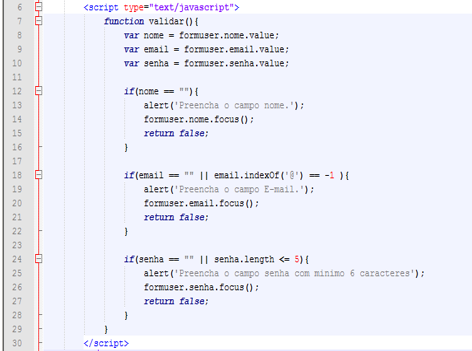 6 <script type="text/javascript">
7 function validar(){
8 var nome = formuser.nome.value;
9 var email = formuser.email.value;
10 var senha = formuser.senha.value;
11
12 if(nome == ""){
13 alert('Preencha o campo nome.');
14 formuser.nome.focus();
15 return false;
16 }
17
18 if(email == "" || email.indexOf('@') == -1 ){
19 alert('Preencha o campo E-mail.');
20 formuser.email.focus();
21 return false;
22 }
23
24 if(senha == "" || senha.length <= 5){
25 alert('Preencha o campo senha com minimo 6 caracteres');
26 formuser.senha.focus();
27 return false;
28 }
29 }
30 </script>